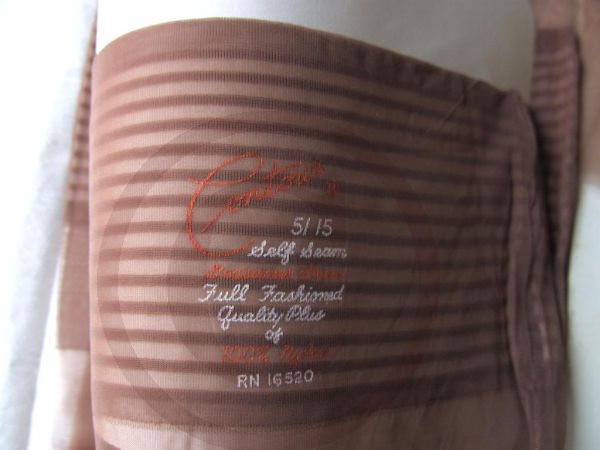 Contour
51/15
Self Seam
Full Fashioned
Quality Plus
of
100% Nylon
RN 16520